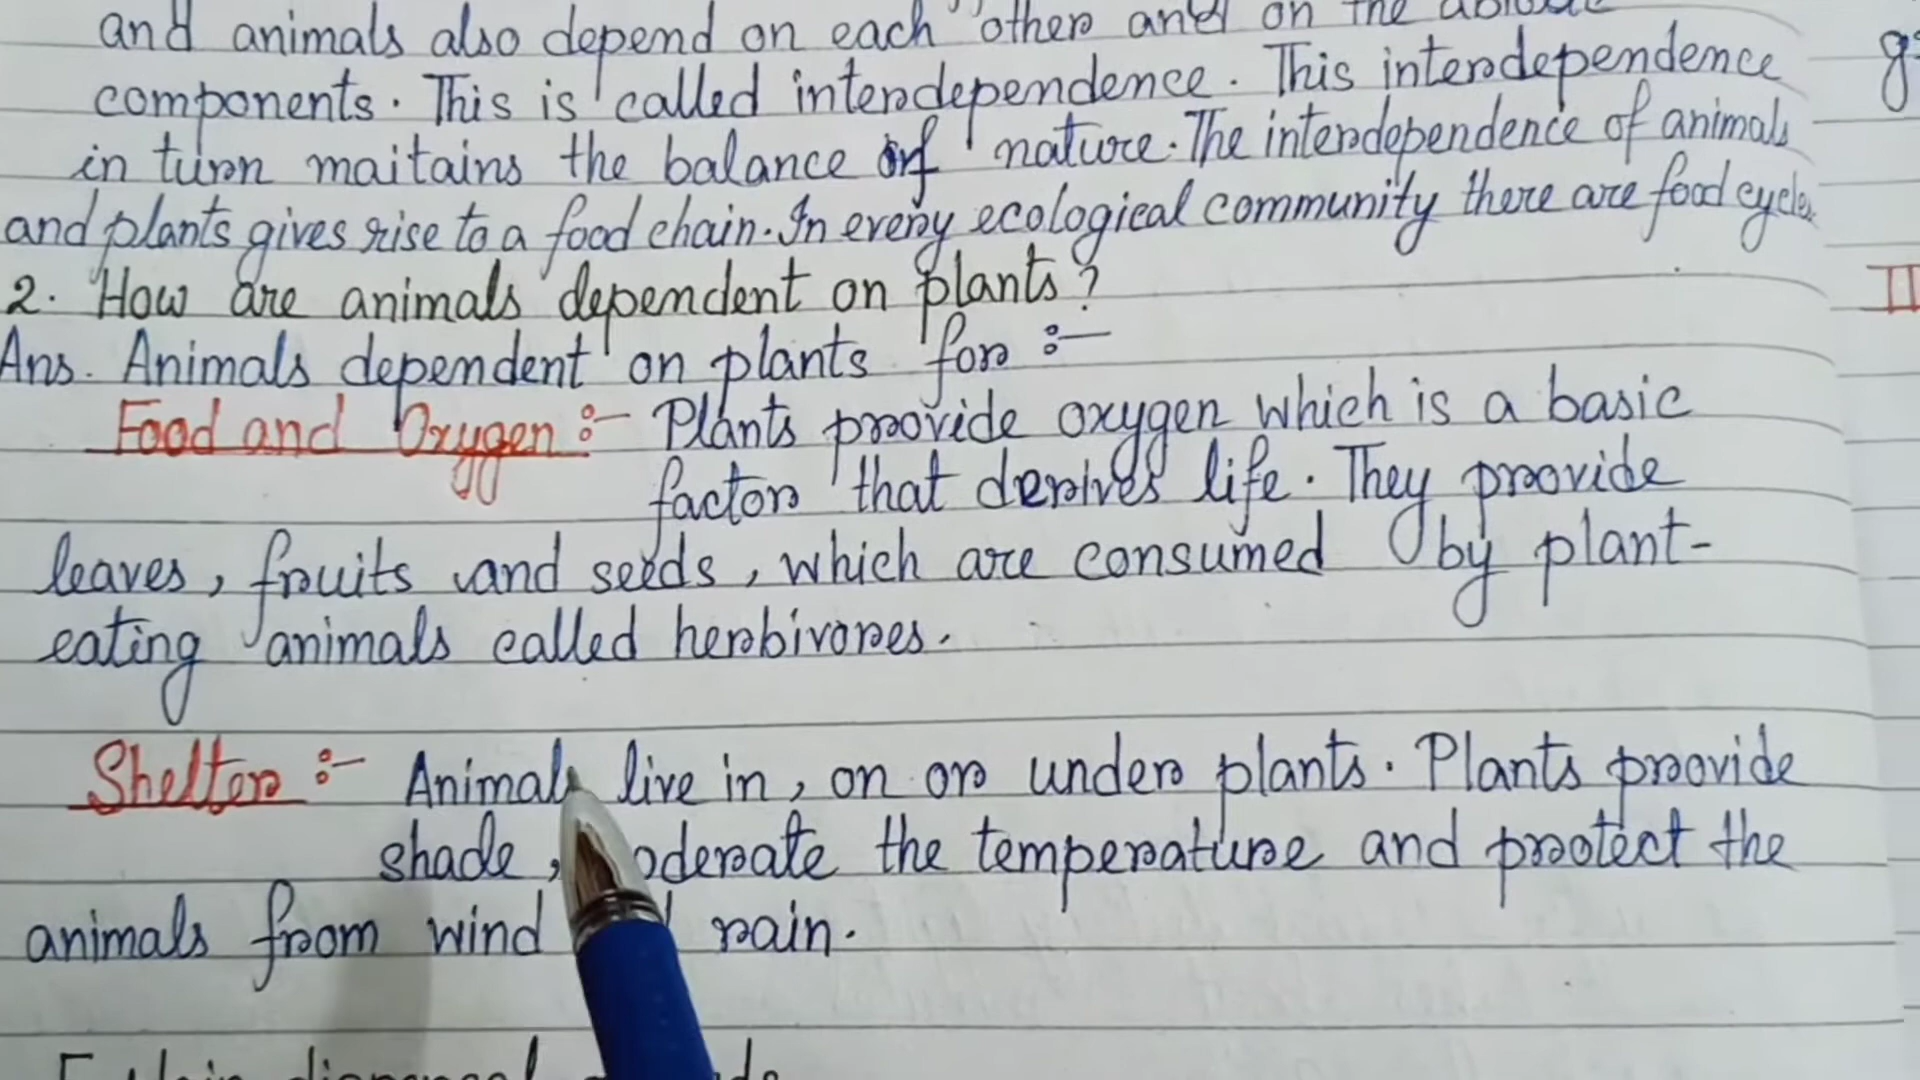 and animals also depend on each other and on the abiotic
components. This is called interdependence. This interdependence
in turn maitains the balance of nature. The interdependence of animals
and plants gives rise to a food chain. In every ecological community there are food cycle.
2. How are animals dependent on plants?
Ans. Animals dependent on plants for :-
Food and Oxygen :- Plants provide oxygen which is a basic
factor that derives life. They provide
leaves, fruits and seeds, which are consumed by plant-
eating animals called herbivores.
Shelter :- Animals live in, on or under plants. Plants provide
shade, moderate the temperature and protect the
animals from wind rain.
II